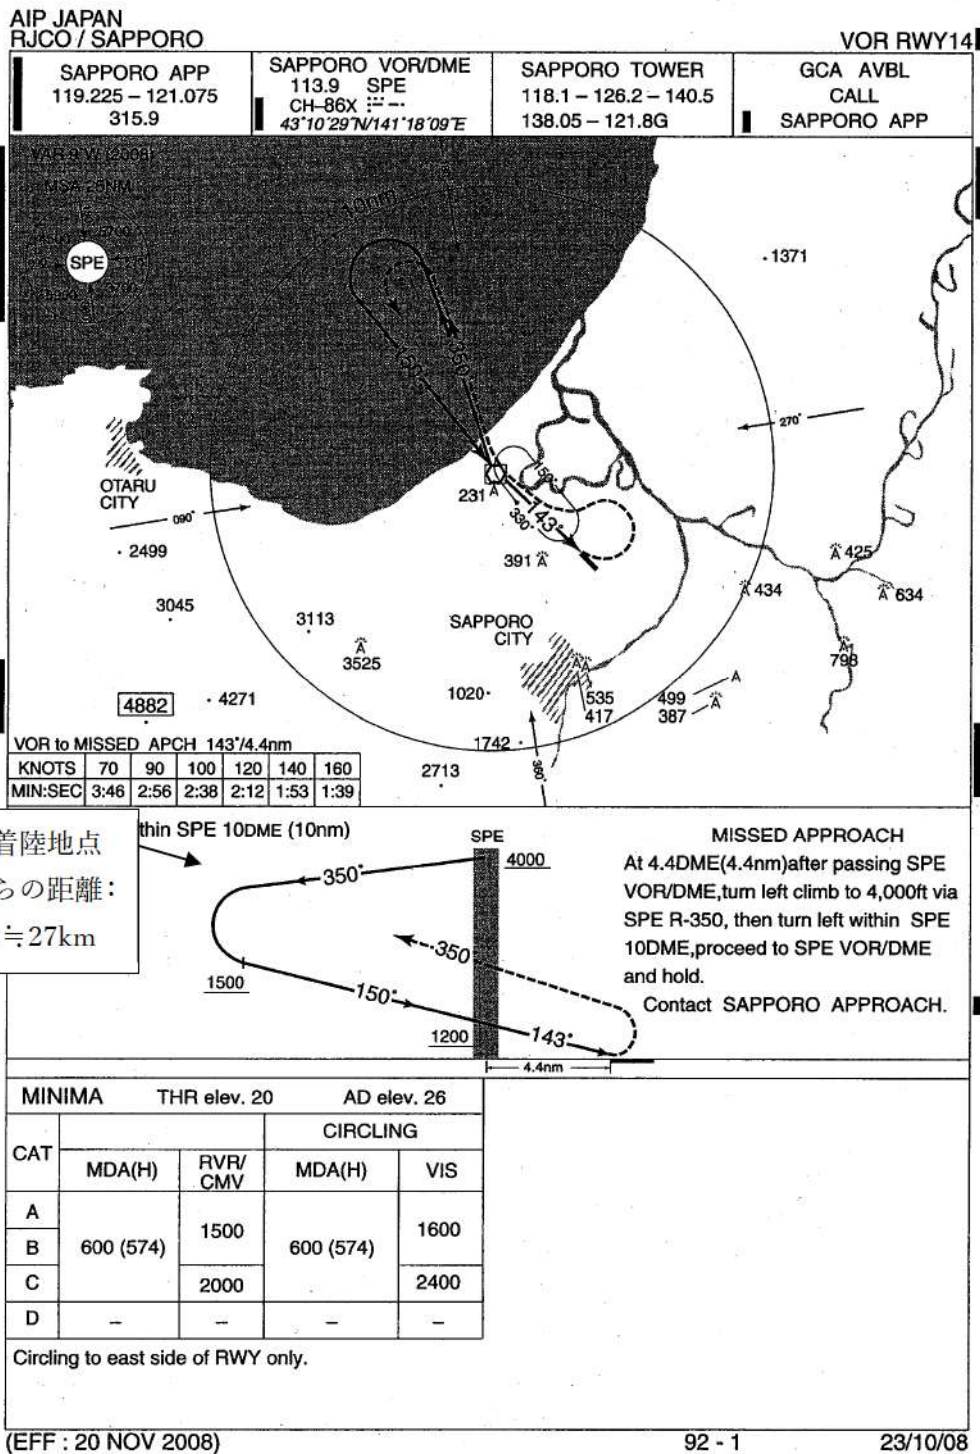 AIP JAPAN
RJCO / SAPPORO
VOR RWY14
SAPPORO APP
119.225 – 121.075
315.9
SAPPORO VOR/DME
113.9 SPE
CH–86X
43°10'29"N/141°18'09"E
SAPPORO TOWER
118.1 – 126.2 – 140.5
138.05 – 121.8G
GCA AVBL
CALL
SAPPORO APP
VAR 9°W (2008)
MSA 25NM
SPE
10nm
1371
350°
150°
270°
OTARU
CITY
090°
231
150°
330°
143°
2499
391
425
434
634
3045
3113
3525
SAPPORO
CITY
798
4882
4271
1020
535
417
499
387
1742
2713
360°
VOR to MISSED APCH 143°/4.4nm
KNOTS 70 90 100 120 140 160
MIN:SEC 3:46 2:56 2:38 2:12 1:53 1:39
着陸地点
らの距離：
≒27km
thin SPE 10DME (10nm)
SPE
4000
350°
350
1500
150°
1200
143°
4.4nm
MISSED APPROACH
At 4.4DME(4.4nm)after passing SPE
VOR/DME,turn left climb to 4,000ft via
SPE R-350, then turn left within SPE
10DME,proceed to SPE VOR/DME
and hold.
Contact SAPPORO APPROACH.
MINIMA THR elev. 20 AD elev. 26
CAT
CIRCLING
MDA(H) RVR/CMV MDA(H) VIS
A
B
C
D
600 (574)
1500
2000
600 (574)
1600
2400
– – – –
Circling to east side of RWY only.
(EFF : 20 NOV 2008)
92 - 1
23/10/08